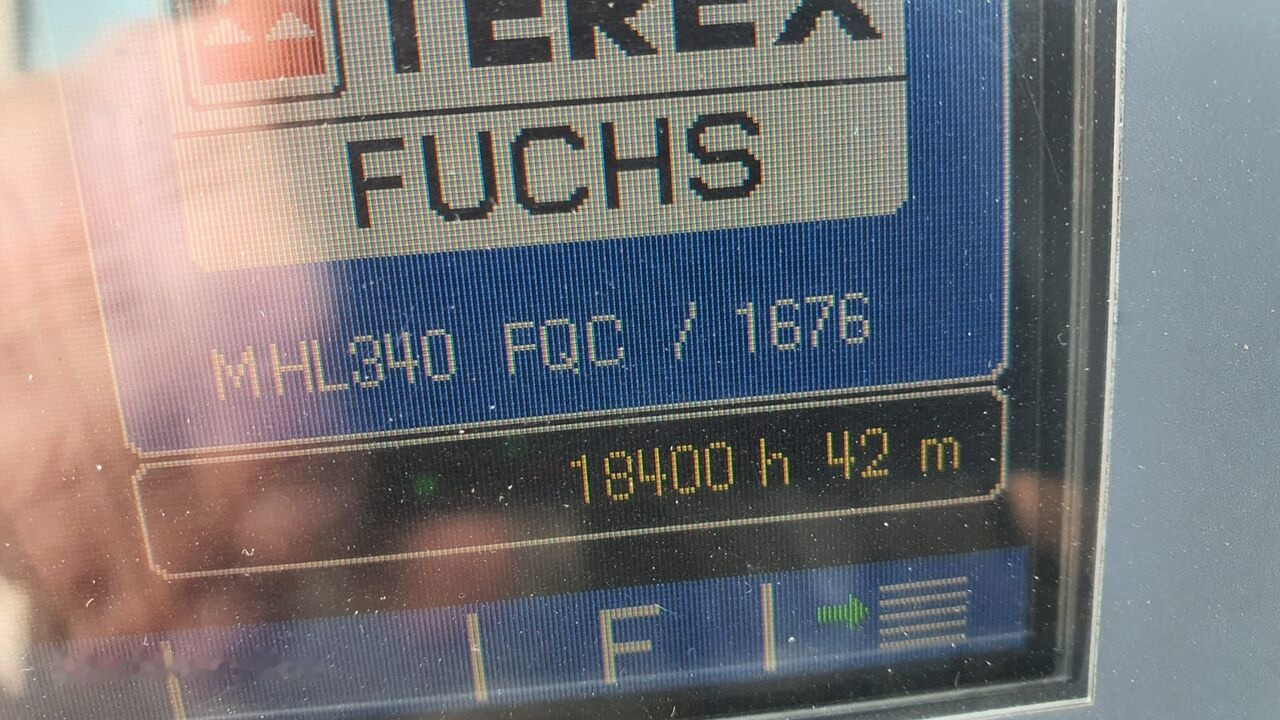 TEREX
FUCHS
MHL340 FQC / 1676
18400 h 42 m
F